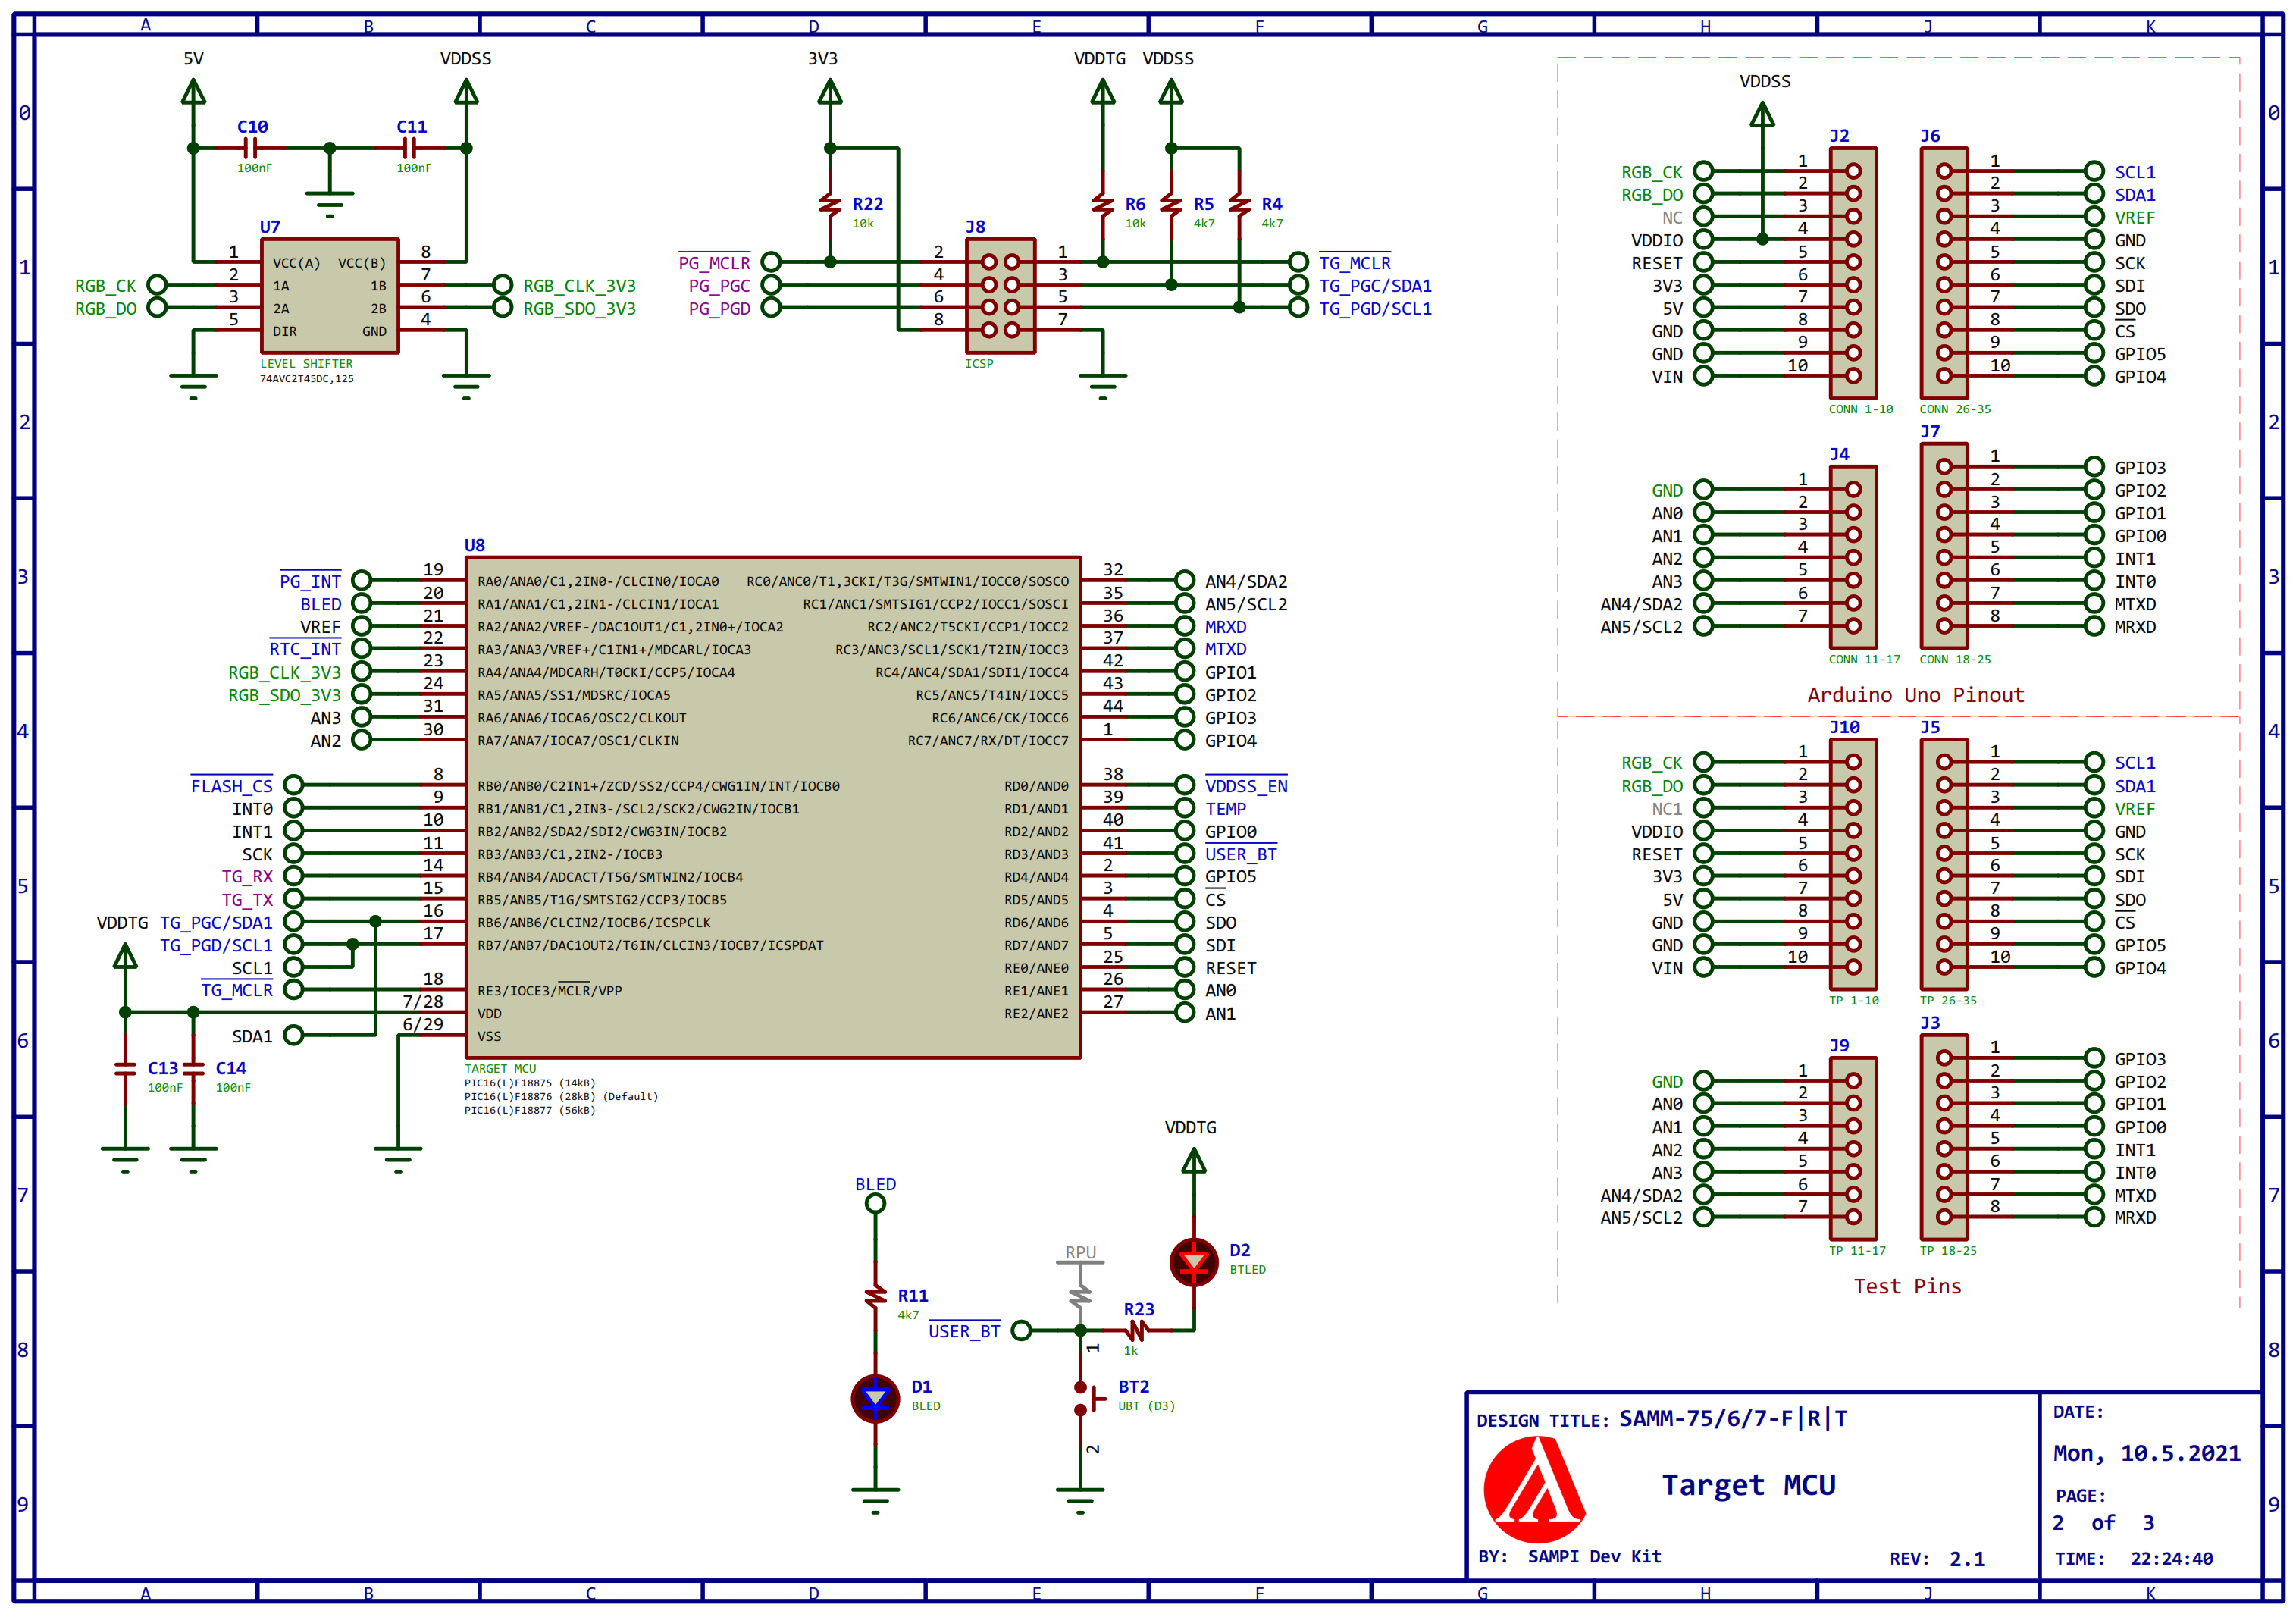 A B C D E F G H J K
0
1
2
3
4
5
6
7
8
9
5V
VDDSS
C10
100nF
C11
100nF
U7
1 VCC(A) VCC(B) 8
RGB_CK 2 1A 1B 7 RGB_CLK_3V3
RGB_DO 3 2A 2B 6 RGB_SDO_3V3
5 DIR GND 4
LEVEL SHIFTER
74AVC2T45DC,125
3V3
VDDTG VDDSS
R22
10k
R6
10k
R5
4k7
R4
4k7
J8
PG_MCLR 2 1 TG_MCLR
PG_PGC 4 3 TG_PGC/SDA1
PG_PGD 6 5 TG_PGD/SCL1
8 7
ICSP
U8
PG_INT 19 RA0/ANA0/C1,2IN0-/CLCIN0/IOCA0
BLED 20 RA1/ANA1/C1,2IN1-/CLCIN1/IOCA1
VREF 21 RA2/ANA2/VREF-/DAC1OUT1/C1,2IN0+/IOCA2
RTC_INT 22 RA3/ANA3/VREF+/C1IN1+/MDCARL/IOCA3
RGB_CLK_3V3 23 RA4/ANA4/MDCARH/T0CKI/CCP5/IOCA4
RGB_SDO_3V3 24 RA5/ANA5/SS1/MDSRC/IOCA5
AN3 31 RA6/ANA6/IOCA6/OSC2/CLKOUT
AN2 30 RA7/ANA7/IOCA7/OSC1/CLKIN
FLASH_CS 8 RB0/ANB0/C2IN1+/ZCD/SS2/CCP4/CWG1IN/INT/IOCB0
INT0 9 RB1/ANB1/C1,2IN3-/SCL2/SCK2/CWG2IN/IOCB1
INT1 10 RB2/ANB2/SDA2/SDI2/CWG3IN/IOCB2
SCK 11 RB3/ANB3/C1,2IN2-/IOCB3
TG_RX 14 RB4/ANB4/ADCACT/T5G/SMTWIN2/IOCB4
TG_TX 15 RB5/ANB5/T1G/SMTSIG2/CCP3/IOCB5
VDDTG TG_PGC/SDA1 16 RB6/ANB6/CLCIN2/IOCB6/ICSPCLK
TG_PGD/SCL1 17 RB7/ANB7/DAC1OUT2/T6IN/CLCIN3/IOCB7/ICSPDAT
SCL1
TG_MCLR 18 RE3/IOCE3/MCLR/VPP
7/28 VDD
SDA1 6/29 VSS
RC0/ANC0/T1,3CKI/T3G/SMTWIN1/IOCC0/SOSCO 32 AN4/SDA2
RC1/ANC1/SMTSIG1/CCP2/IOCC1/SOSCI 35 AN5/SCL2
RC2/ANC2/T5CKI/CCP1/IOCC2 36 MRXD
RC3/ANC3/SCL1/SCK1/T2IN/IOCC3 37 MTXD
RC4/ANC4/SDA1/SDI1/IOCC4 42 GPIO1
RC5/ANC5/T4IN/IOCC5 43 GPIO2
RC6/ANC6/CK/IOCC6 44 GPIO3
RC7/ANC7/RX/DT/IOCC7 1 GPIO4
RD0/AND0 38 VDDSS_EN
RD1/AND1 39 TEMP
RD2/AND2 40 GPIO0
RD3/AND3 41 USER_BT
RD4/AND4 2 GPIO5
RD5/AND5 3 CS
RD6/AND6 4 SDO
RD7/AND7 5 SDI
RE0/ANE0 25 RESET
RE1/ANE1 26 AN0
RE2/ANE2 27 AN1
TARGET MCU
PIC16(L)F18875 (14kB)
PIC16(L)F18876 (28kB) (Default)
PIC16(L)F18877 (56kB)
C13
100nF
C14
100nF
BLED
R11
4k7
D1
BLED
VDDTG
D2
BTLED
RPU
R23
1k
USER_BT
1
BT2
UBT (D3)
2
VDDSS
J2
RGB_CK 1
RGB_DO 2
NC 3
VDDIO 4
RESET 5
3V3 6
5V 7
GND 8
GND 9
VIN 10
CONN 1-10
J6
1 SCL1
2 SDA1
3 VREF
4 GND
5 SCK
6 SDI
7 SDO
8 CS
9 GPIO5
10 GPIO4
CONN 26-35
J4
GND 1
AN0 2
AN1 3
AN2 4
AN3 5
AN4/SDA2 6
AN5/SCL2 7
CONN 11-17
J7
1 GPIO3
2 GPIO2
3 GPIO1
4 GPIO0
5 INT1
6 INT0
7 MTXD
8 MRXD
CONN 18-25
Arduino Uno Pinout
J10
RGB_CK 1
RGB_DO 2
NC1 3
VDDIO 4
RESET 5
3V3 6
5V 7
GND 8
GND 9
VIN 10
TP 1-10
J5
1 SCL1
2 SDA1
3 VREF
4 GND
5 SCK
6 SDI
7 SDO
8 CS
9 GPIO5
10 GPIO4
TP 26-35
J9
GND 1
AN0 2
AN1 3
AN2 4
AN3 5
AN4/SDA2 6
AN5/SCL2 7
TP 11-17
J3
1 GPIO3
2 GPIO2
3 GPIO1
4 GPIO0
5 INT1
6 INT0
7 MTXD
8 MRXD
TP 18-25
Test Pins
DESIGN TITLE: SAMM-75/6/7-F|R|T
Target MCU
BY: SAMPI Dev Kit
REV: 2.1
DATE:
Mon, 10.5.2021
PAGE:
2 of 3
TIME: 22:24:40
0
1
2
3
4
5
6
7
8
9
A B C D E F G H J K